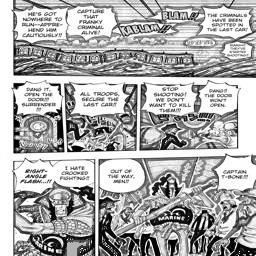 HE'S GOT
NOWHERE TO
RUN--APPRE-
HEND HIM
CAUTIOUSLY!!
CAPTURE
THAT
FRANKY
CRIMINAL
ALIVE!
BLAM!!
BABLAM!!
THE CRIMINALS
HAVE BEEN
SPOTTED IN
THE LAST CAR!!
DANG IT,
OPEN THE
DOOR!!!
SURRENDER
!!!
ALL TROOPS,
SECURE THE
LAST CAR!!
STOP
SHOOTING!
WE DON'T
WANT TO KILL
THEM!!!
DANG!!
THE DOOR
WON'T
OPEN.
RIGHT-
ANGLE
FLASH...!!
I HATE
CROOKED
FIGHTING!!
OUT OF
THE WAY,
MEN!!
MARINE
CAPTAIN
T-BONE!!!